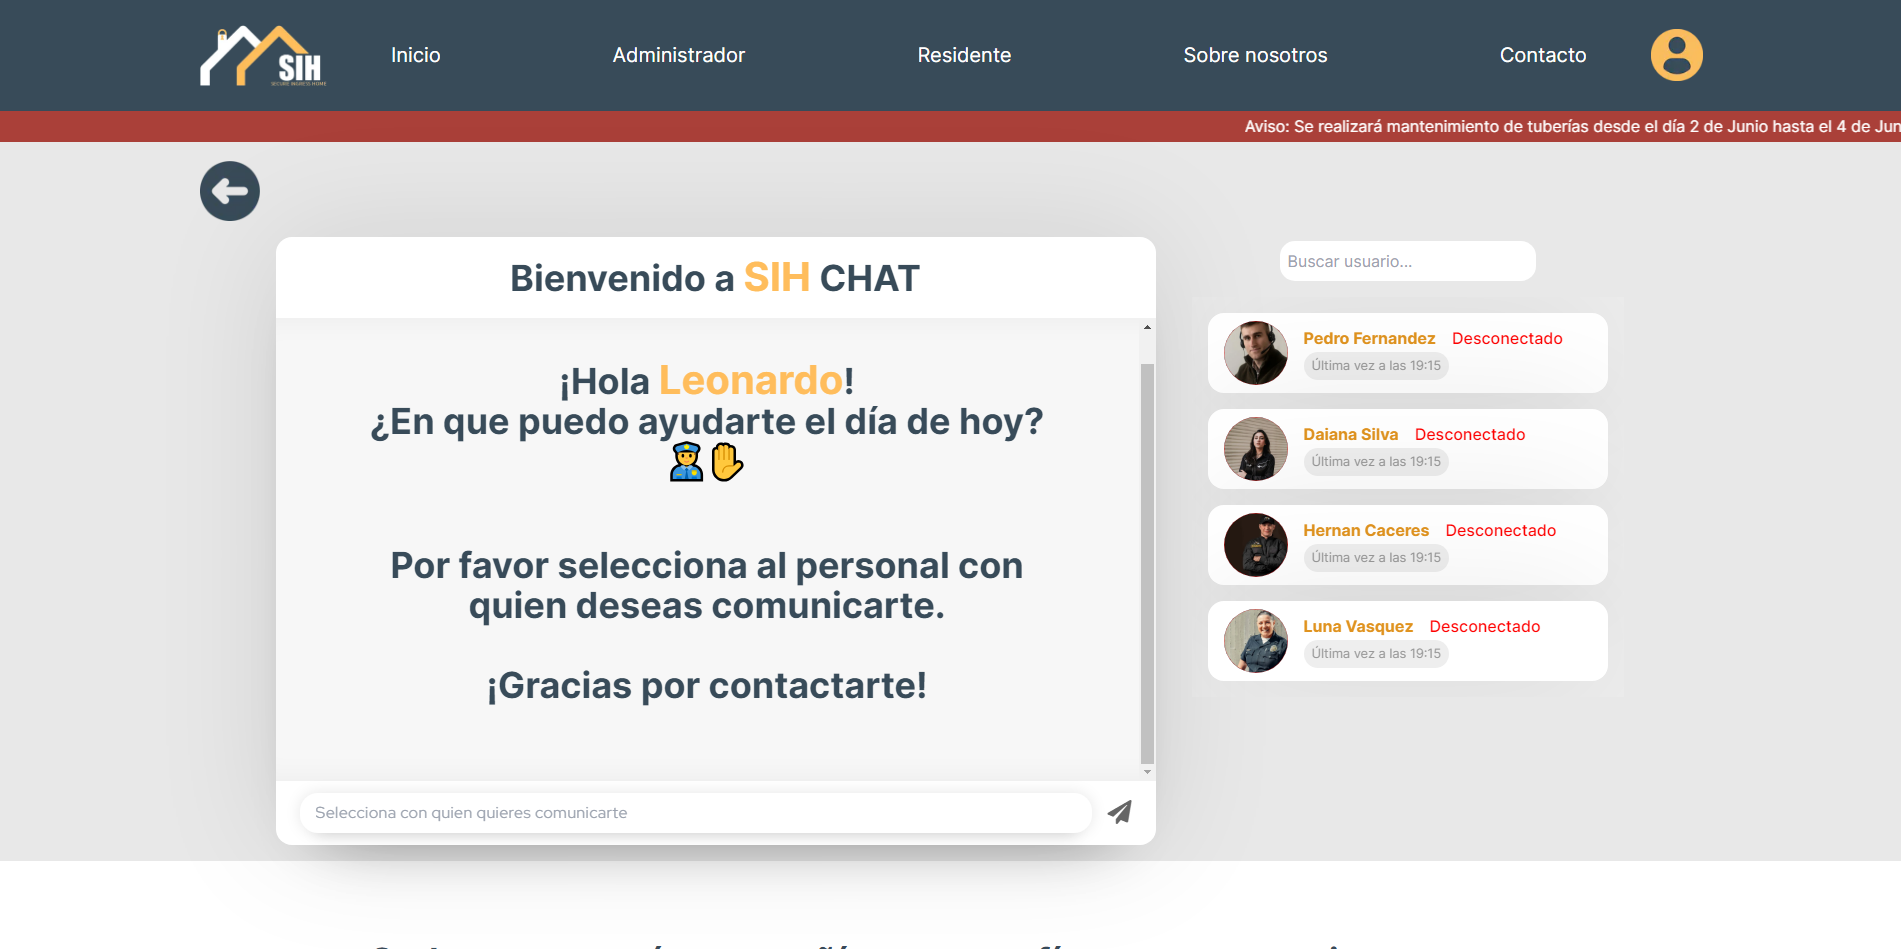 SIH
SECURE INGRESS HOME
Inicio
Administrador
Residente
Sobre nosotros
Contacto
Aviso: Se realizará mantenimiento de tuberías desde el día 2 de Junio hasta el 4 de Jun
Bienvenido a SIH CHAT
Buscar usuario...
¡Hola Leonardo!
¿En que puedo ayudarte el día de hoy?
👮✋
Por favor selecciona al personal con
quien deseas comunicarte.
¡Gracias por contactarte!
Selecciona con quien quieres comunicarte
Pedro Fernandez Desconectado
Última vez a las 19:15
Daiana Silva Desconectado
Última vez a las 19:15
Hernan Caceres Desconectado
Última vez a las 19:15
Luna Vasquez Desconectado
Última vez a las 19:15